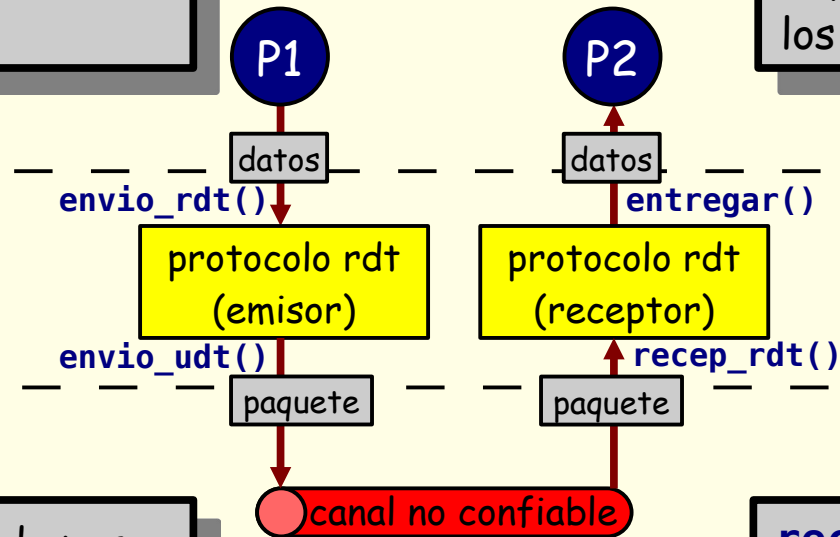 los
P1
P2
datos
datos
envio_rdt()
entregar()
protocolo rdt
(emisor)
protocolo rdt
(receptor)
envio_udt()
recep_rdt()
paquete
paquete
canal no confiable